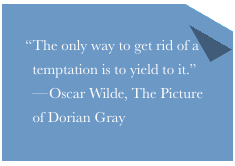 “The only way to get rid of a
temptation is to yield to it.”
—Oscar Wilde, The Picture
of Dorian Gray